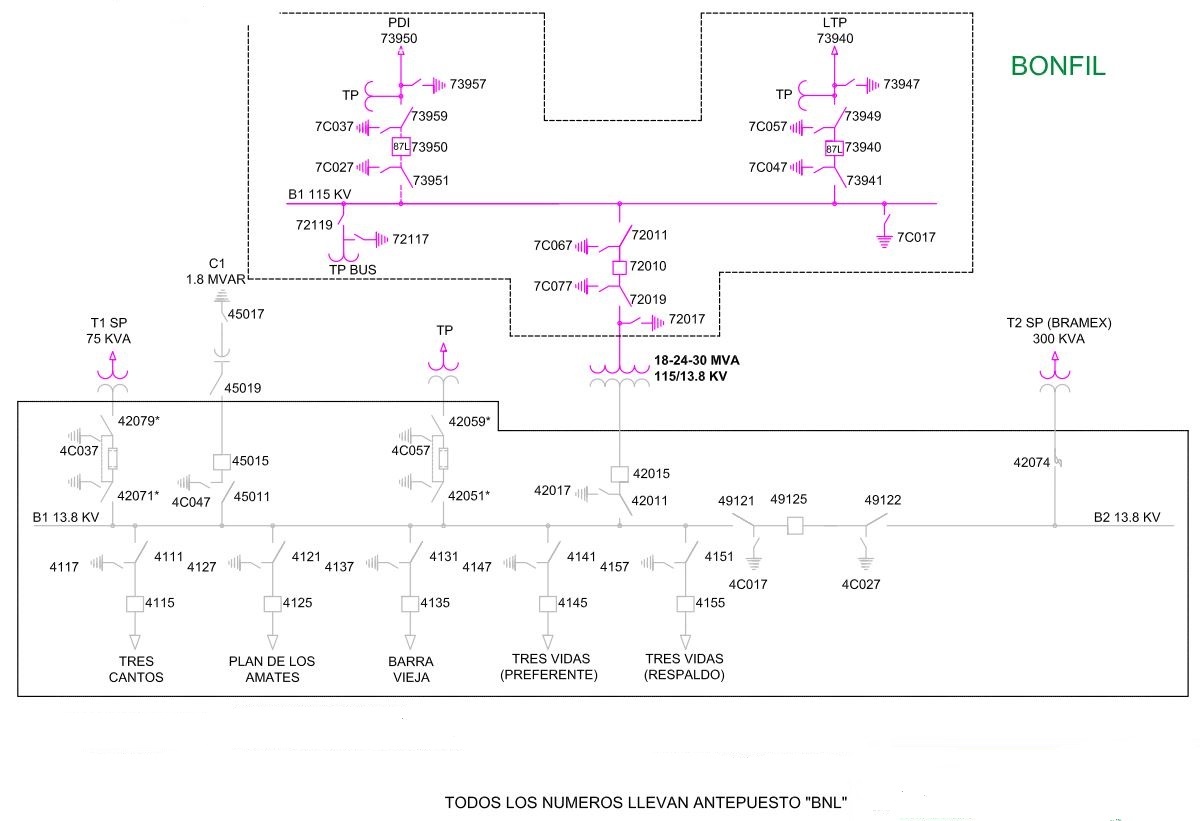 PDI
73950
LTP
73940
BONFIL
73957
TP
73959
7C037
87L
73950
7C027
73951
73947
TP
73949
7C057
87L
73940
7C047
73941
B1 115 KV
72119
72117
TP BUS
7C067
72011
72010
7C077
72019
72017
7C017
C1
1.8 MVAR
45017
45019
T1 SP
75 KVA
TP
18-24-30 MVA
115/13.8 KV
T2 SP (BRAMEX)
300 KVA
42079*
4C037
42071*
45015
4C047
45011
42059*
4C057
42051*
42015
42017
42011
42074
49121
49125
49122
B1 13.8 KV
B2 13.8 KV
4C017
4C027
4117
4111
4115
4127
4121
4125
4137
4131
4135
4147
4141
4145
4157
4151
4155
TRES
CANTOS
PLAN DE LOS
AMATES
BARRA
VIEJA
TRES VIDAS
(PREFERENTE)
TRES VIDAS
(RESPALDO)
TODOS LOS NUMEROS LLEVAN ANTEPUESTO "BNL"